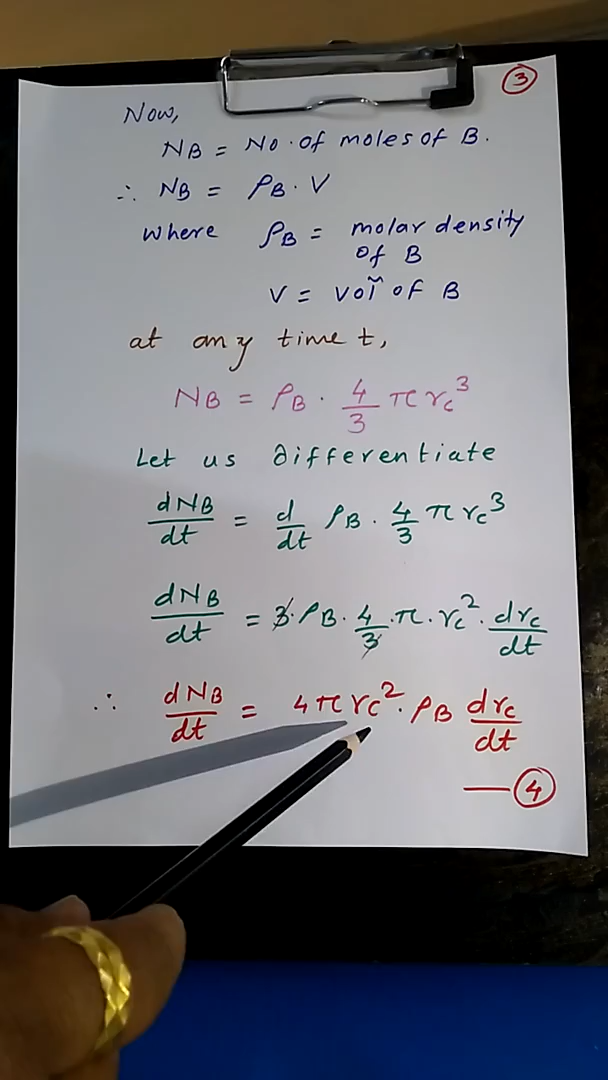 ③
Now,
NB = No. of moles of B.
∴ NB = ρB. V
where ρB = molar density
of B
V = vol~ of B
at any time t,
NB = ρB . 4/3 π rc³
Let us differentiate
dNB/dt = d/dt ρB . 4/3 π rc³
dNB/dt = 3. ρB . 4/3 . π. rc² . drc/dt
∴ dNB/dt = 4π rc² . ρB drc/dt
— ④